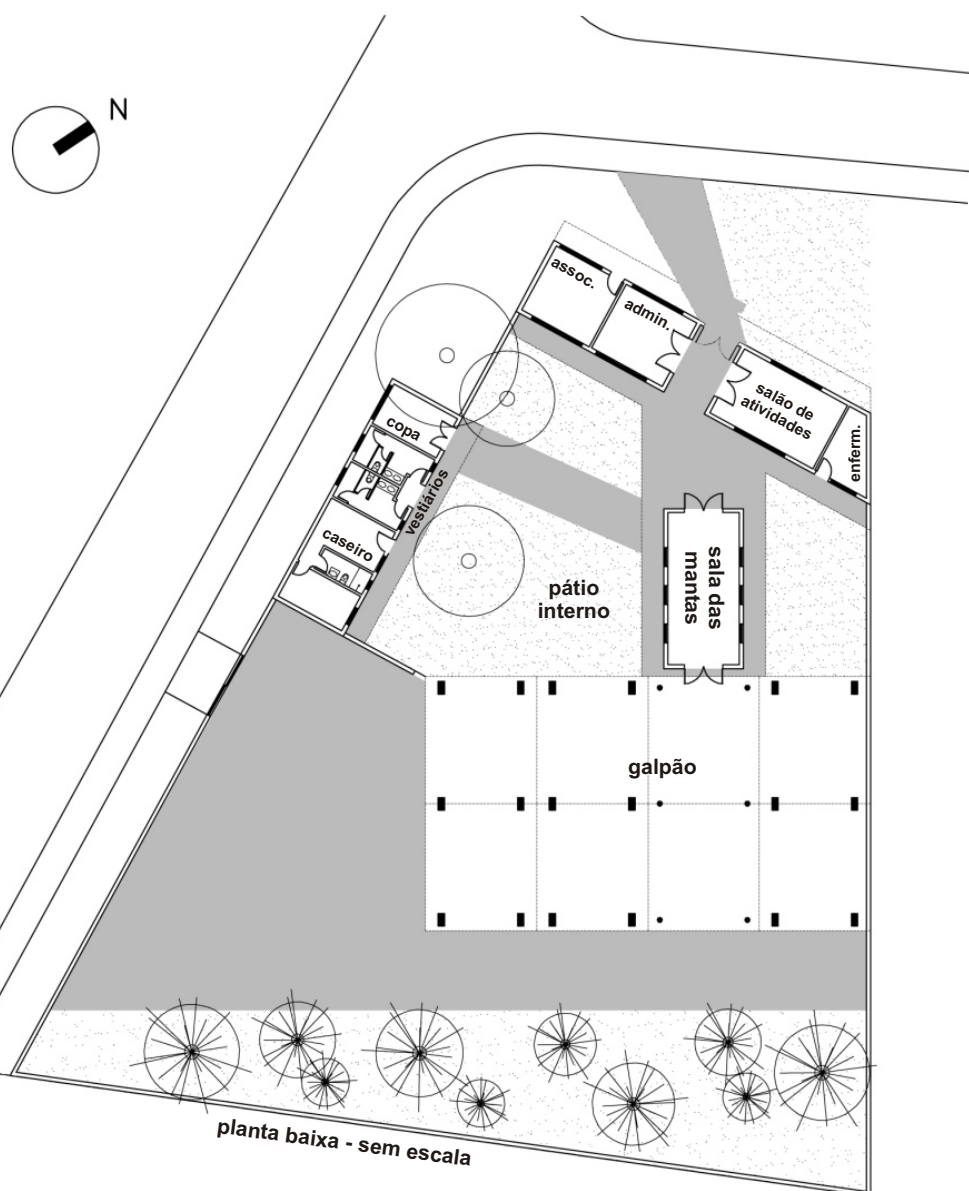 N
assoc.
admin.
salão de
atividades
enferm.
copa
vestiários
caseiro
sala das
mantas
pátio
interno
galpão
planta baixa - sem escala